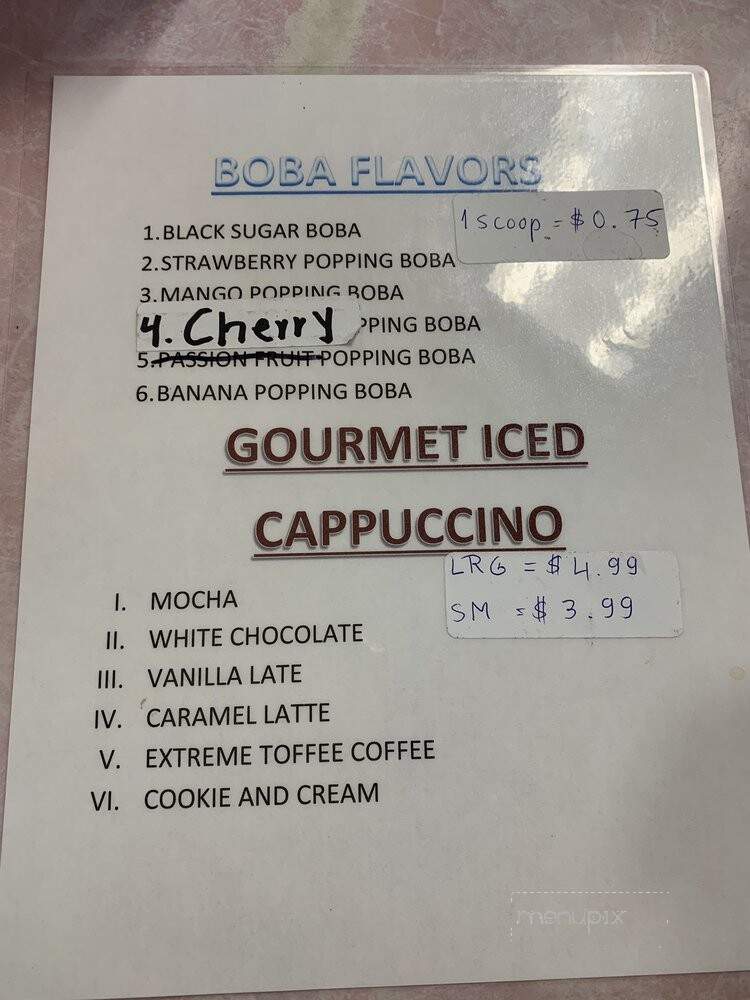 BOBA FLAVORS
1 scoop = $0.75
1. BLACK SUGAR BOBA
2. STRAWBERRY POPPING BOBA
3. MANGO POPPING BOBA
4. Cherry PPING BOBA
5. PASSION FRUIT POPPING BOBA
6. BANANA POPPING BOBA
GOURMET ICED
CAPPUCCINO
LRG = $4.99
SM = $3.99
I. MOCHA
II. WHITE CHOCOLATE
III. VANILLA LATE
IV. CARAMEL LATTE
V. EXTREME TOFFEE COFFEE
VI. COOKIE AND CREAM
menupix